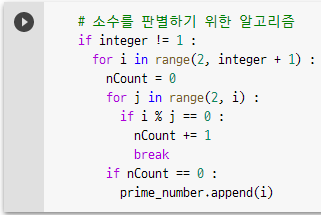 # 소수를 판별하기 위한 알고리즘
if integer != 1 :
  for i in range(2, integer + 1) :
    nCount = 0
    for j in range(2, i) :
      if i % j == 0 :
        nCount += 1
        break
    if nCount == 0 :
      prime_number.append(i)